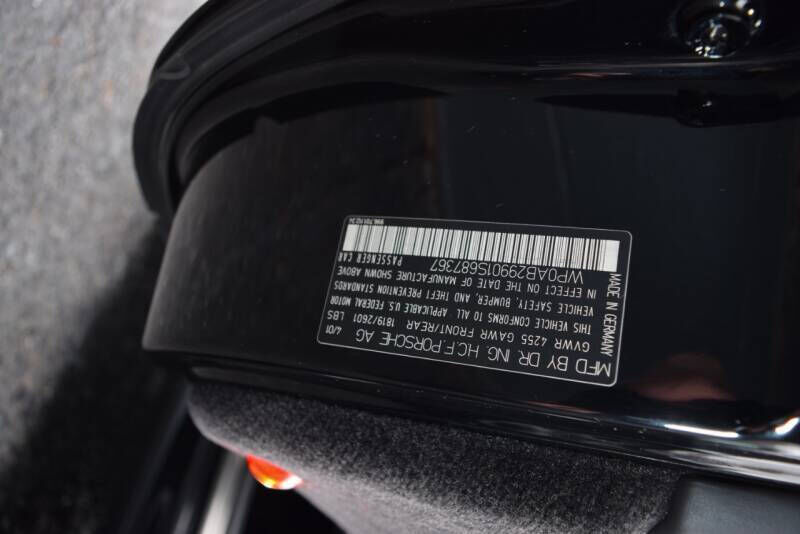 MFD BY DR. ING. H.C. F. PORSCHE AG
MADE IN GERMANY 4/01
GVWR 4255 GAWR FRONT/REAR 1819/2601 LBS
THIS VEHICLE CONFORMS TO ALL APPLICABLE U.S. FEDERAL MOTOR
VEHICLE SAFETY, BUMPER, AND THEFT PREVENTION STANDARDS
IN EFFECT ON THE DATE OF MANUFACTURE SHOWN ABOVE
WP0AB29901S687367 PASSENGER CAR